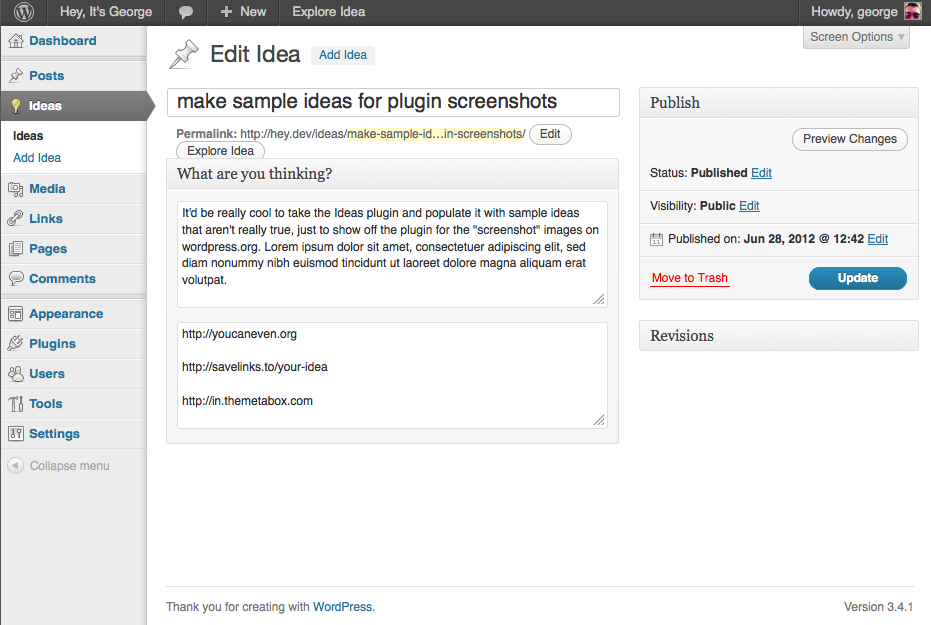 Hey, It's George
New
Explore Idea
Howdy, george
Screen Options
Dashboard
Posts
Ideas
Ideas
Add Idea
Media
Links
Pages
Comments
Appearance
Plugins
Users
Tools
Settings
Collapse menu
Edit Idea
Add Idea
make sample ideas for plugin screenshots
Permalink: http://hey.dev/ideas/make-sample-id…in-screenshots/ Edit
Explore Idea
What are you thinking?
It'd be really cool to take the Ideas plugin and populate it with sample ideas
that aren't really true, just to show off the plugin for the "screenshot" images on
wordpress.org. Lorem ipsum dolor sit amet, consectetuer adipiscing elit, sed
diam nonummy nibh euismod tincidunt ut laoreet dolore magna aliquam erat
volutpat.
http://youcaneven.org
http://savelinks.to/your-idea
http://in.themetabox.com
Publish
Preview Changes
Status: Published Edit
Visibility: Public Edit
Published on: Jun 28, 2012 @ 12:42 Edit
Move to Trash
Update
Revisions
Thank you for creating with WordPress.
Version 3.4.1